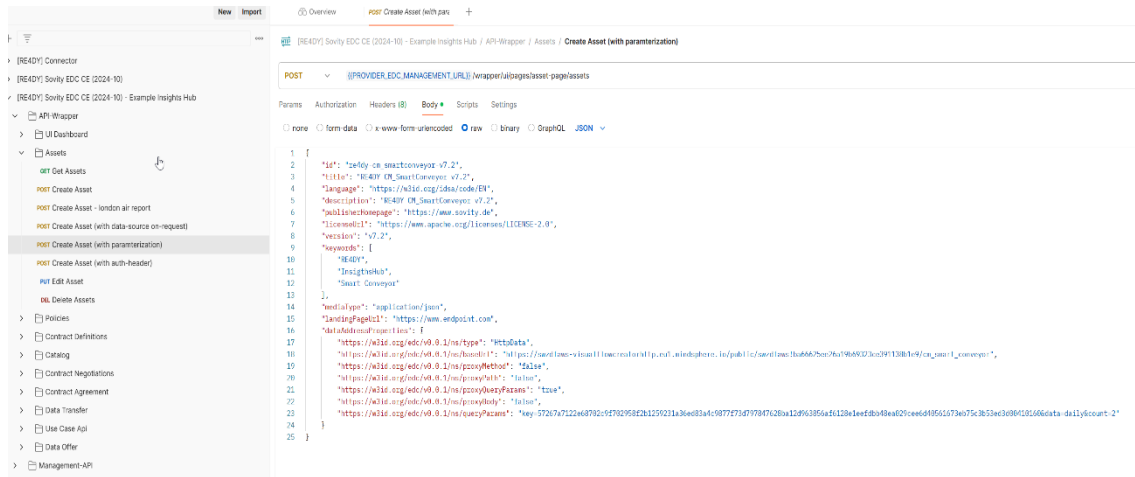 New Import
Overview
POST Create Asset (with para
[RE4DY] Connector
[RE4DY] Sovity EDC CE (2024-10)
[RE4DY] Sovity EDC CE (2024-10) - Example Insights Hub
API-Wrapper
UI Dashboard
Assets
GET Get Assets
POST Create Asset
POST Create Asset - london air report
POST Create Asset (with data-source on-request)
POST Create Asset (with paramterization)
POST Create Asset (with auth-header)
PUT Edit Asset
DEL Delete Assets
Policies
Contract Definitions
Catalog
Contract Negotiations
Contract Agreement
Data Transfer
Use Case Api
Data Offer
Management-API
[RE4DY] Sovity EDC CE (2024-10) - Example Insights Hub / API-Wrapper / Assets / Create Asset (with paramterization)
POST {{PROVIDER_EDC_MANAGEMENT_URL}} /wrapper/ui/pages/asset-page/assets
Params Authorization Headers (8) Body Scripts Settings
none form-data x-www-form-urlencoded raw binary GraphQL JSON
1 {
2 "id": "re4dy-cm_smartconveyor-v7.2",
3 "title": "RE4DY CM_SmartConveyor v7.2",
4 "language": "https://w3id.org/idsa/code/EN",
5 "description": "RE4DY CM_SmartConveyor v7.2",
6 "publisherHomepage": "https://www.sovity.de",
7 "licenseUrl": "https://www.apache.org/licenses/LICENSE-2.0",
8 "version": "v7.2",
9 "keywords": [
10 "RE4DY",
11 "InsigthsHub",
12 "Smart Conveyor"
13 ],
14 "mediaType": "application/json",
15 "landingPageUrl": "https://www.endpoint.com",
16 "dataAddressProperties": {
17 "https://w3id.org/edc/v0.0.1/ns/type": "HttpData",
18 "https://w3id.org/edc/v0.0.1/ns/baseUrl":
19 "https://w3id.org/edc/v0.0.1/ns/proxyMethod": "false",
20 "https://w3id.org/edc/v0.0.1/ns/proxyPath": "false",
21 "https://w3id.org/edc/v0.0.1/ns/proxyQueryParams": "true",
22 "https://w3id.org/edc/v0.0.1/ns/proxyBody": "false",
23 "https://w3id.org/edc/v0.0.1/ns/queryParams":
24 }
25 }